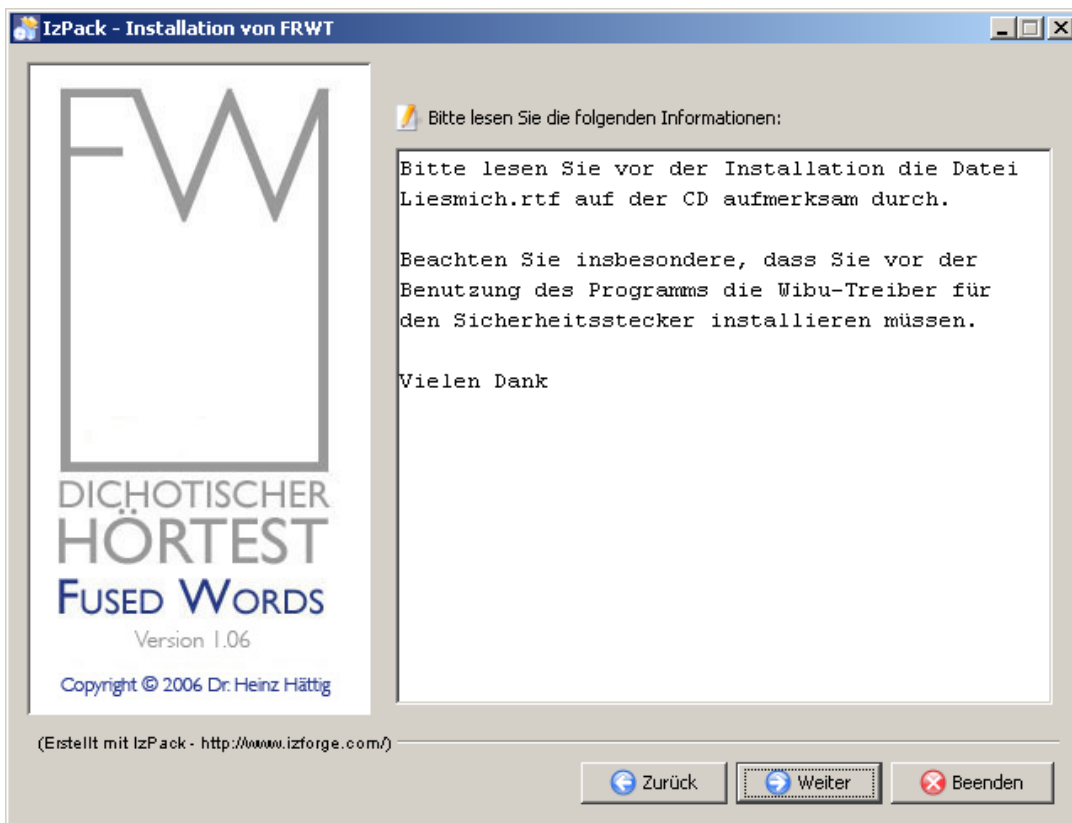 IzPack - Installation von FRWT
FW
DICHOTISCHER
HÖRTEST
FUSED WORDS
Version 1.06
Copyright © 2006 Dr. Heinz Hättig
Bitte lesen Sie die folgenden Informationen:
Bitte lesen Sie vor der Installation die Datei
Liesmich.rtf auf der CD aufmerksam durch.
Beachten Sie insbesondere, dass Sie vor der
Benutzung des Programms die Wibu-Treiber für
den Sicherheitsstecker installieren müssen.
Vielen Dank
(Erstellt mit IzPack - http://www.izforge.com/)
Zurück
Weiter
Beenden